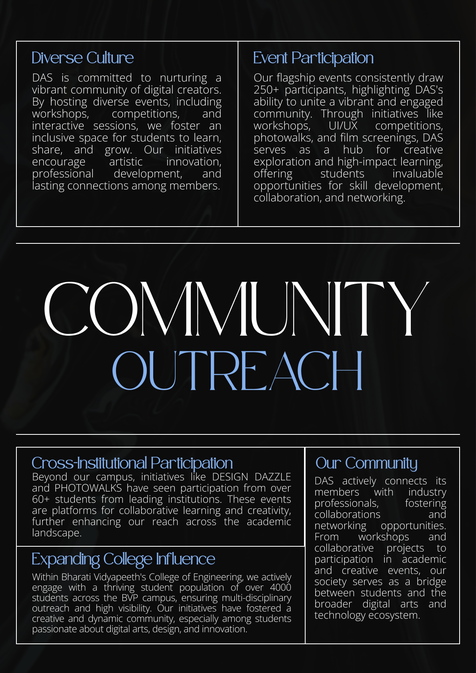 Diverse Culture
DAS is committed to nurturing a
vibrant community of digital creators.
By hosting diverse events, including
workshops, competitions, and
interactive sessions, we foster an
inclusive space for students to learn,
share, and grow. Our initiatives
encourage artistic innovation,
professional development, and
lasting connections among members.
Event Participation
Our flagship events consistently draw
250+ participants, highlighting DAS's
ability to unite a vibrant and engaged
community. Through initiatives like
workshops, UI/UX competitions,
photowalks, and film screenings, DAS
serves as a hub for creative
exploration and high-impact learning,
offering students invaluable
opportunities for skill development,
collaboration, and networking.
COMMUNITY
OUTREACH
Cross-Institutional Participation
Beyond our campus, initiatives like DESIGN DAZZLE
and PHOTOWALKS have seen participation from over
60+ students from leading institutions. These events
are platforms for collaborative learning and creativity,
further enhancing our reach across the academic
landscape.
Expanding College Influence
Within Bharati Vidyapeeth's College of Engineering, we actively
engage with a thriving student population of over 4000
students across the BVP campus, ensuring multi-disciplinary
outreach and high visibility. Our initiatives have fostered a
creative and dynamic community, especially among students
passionate about digital arts, design, and innovation.
Our Community
DAS actively connects its
members with industry
professionals, fostering
collaborations and
networking opportunities.
From workshops and
collaborative projects to
participation in academic
and creative events, our
society serves as a bridge
between students and the
broader digital arts and
technology ecosystem.